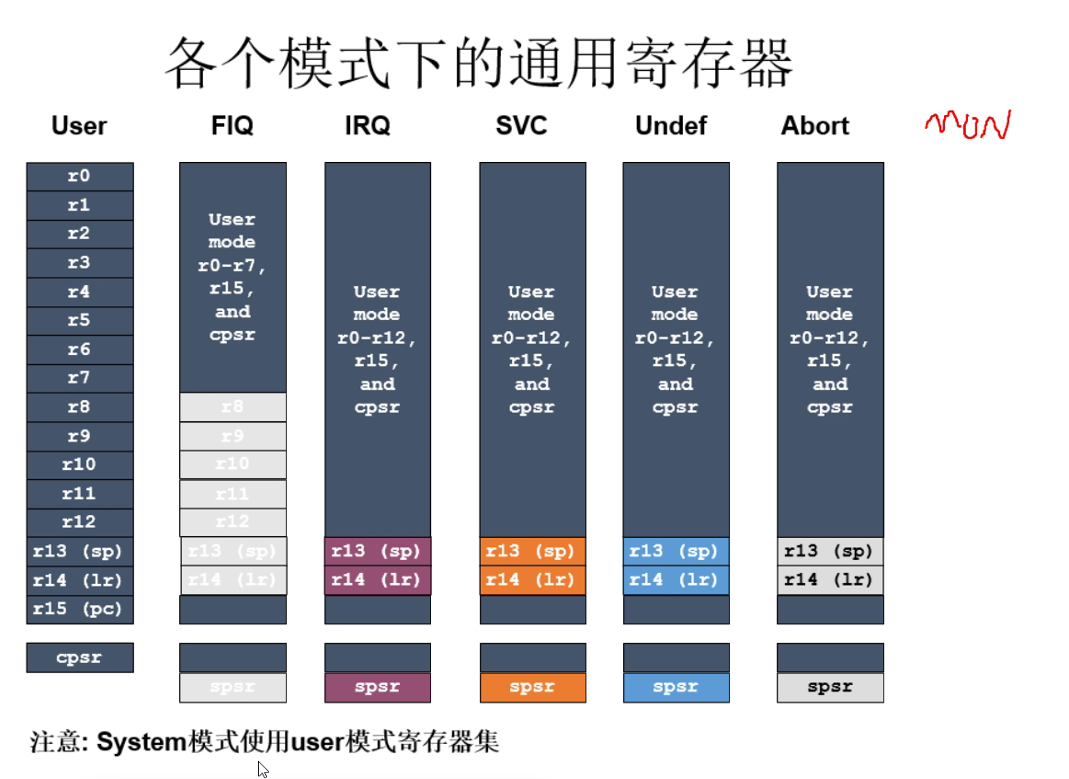 各个模式下的通用寄存器
User FIQ IRQ SVC Undef Abort MON
r0
r1
r2
r3
r4
r5
r6
r7
r8
r9
r10
r11
r12
r13 (sp)
r14 (lr)
r15 (pc)
cpsr
User
mode
r0-r7,
r15,
and
cpsr
r8
r9
r10
r11
r12
r13 (sp)
r14 (lr)
spsr
User
mode
r0-r12,
r15,
and
cpsr
r13 (sp)
r14 (lr)
spsr
User
mode
r0-r12,
r15,
and
cpsr
r13 (sp)
r14 (lr)
spsr
User
mode
r0-r12,
r15,
and
cpsr
r13 (sp)
r14 (lr)
spsr
User
mode
r0-r12,
r15,
and
cpsr
r13 (sp)
r14 (lr)
spsr
注意: System模式使用user模式寄存器集